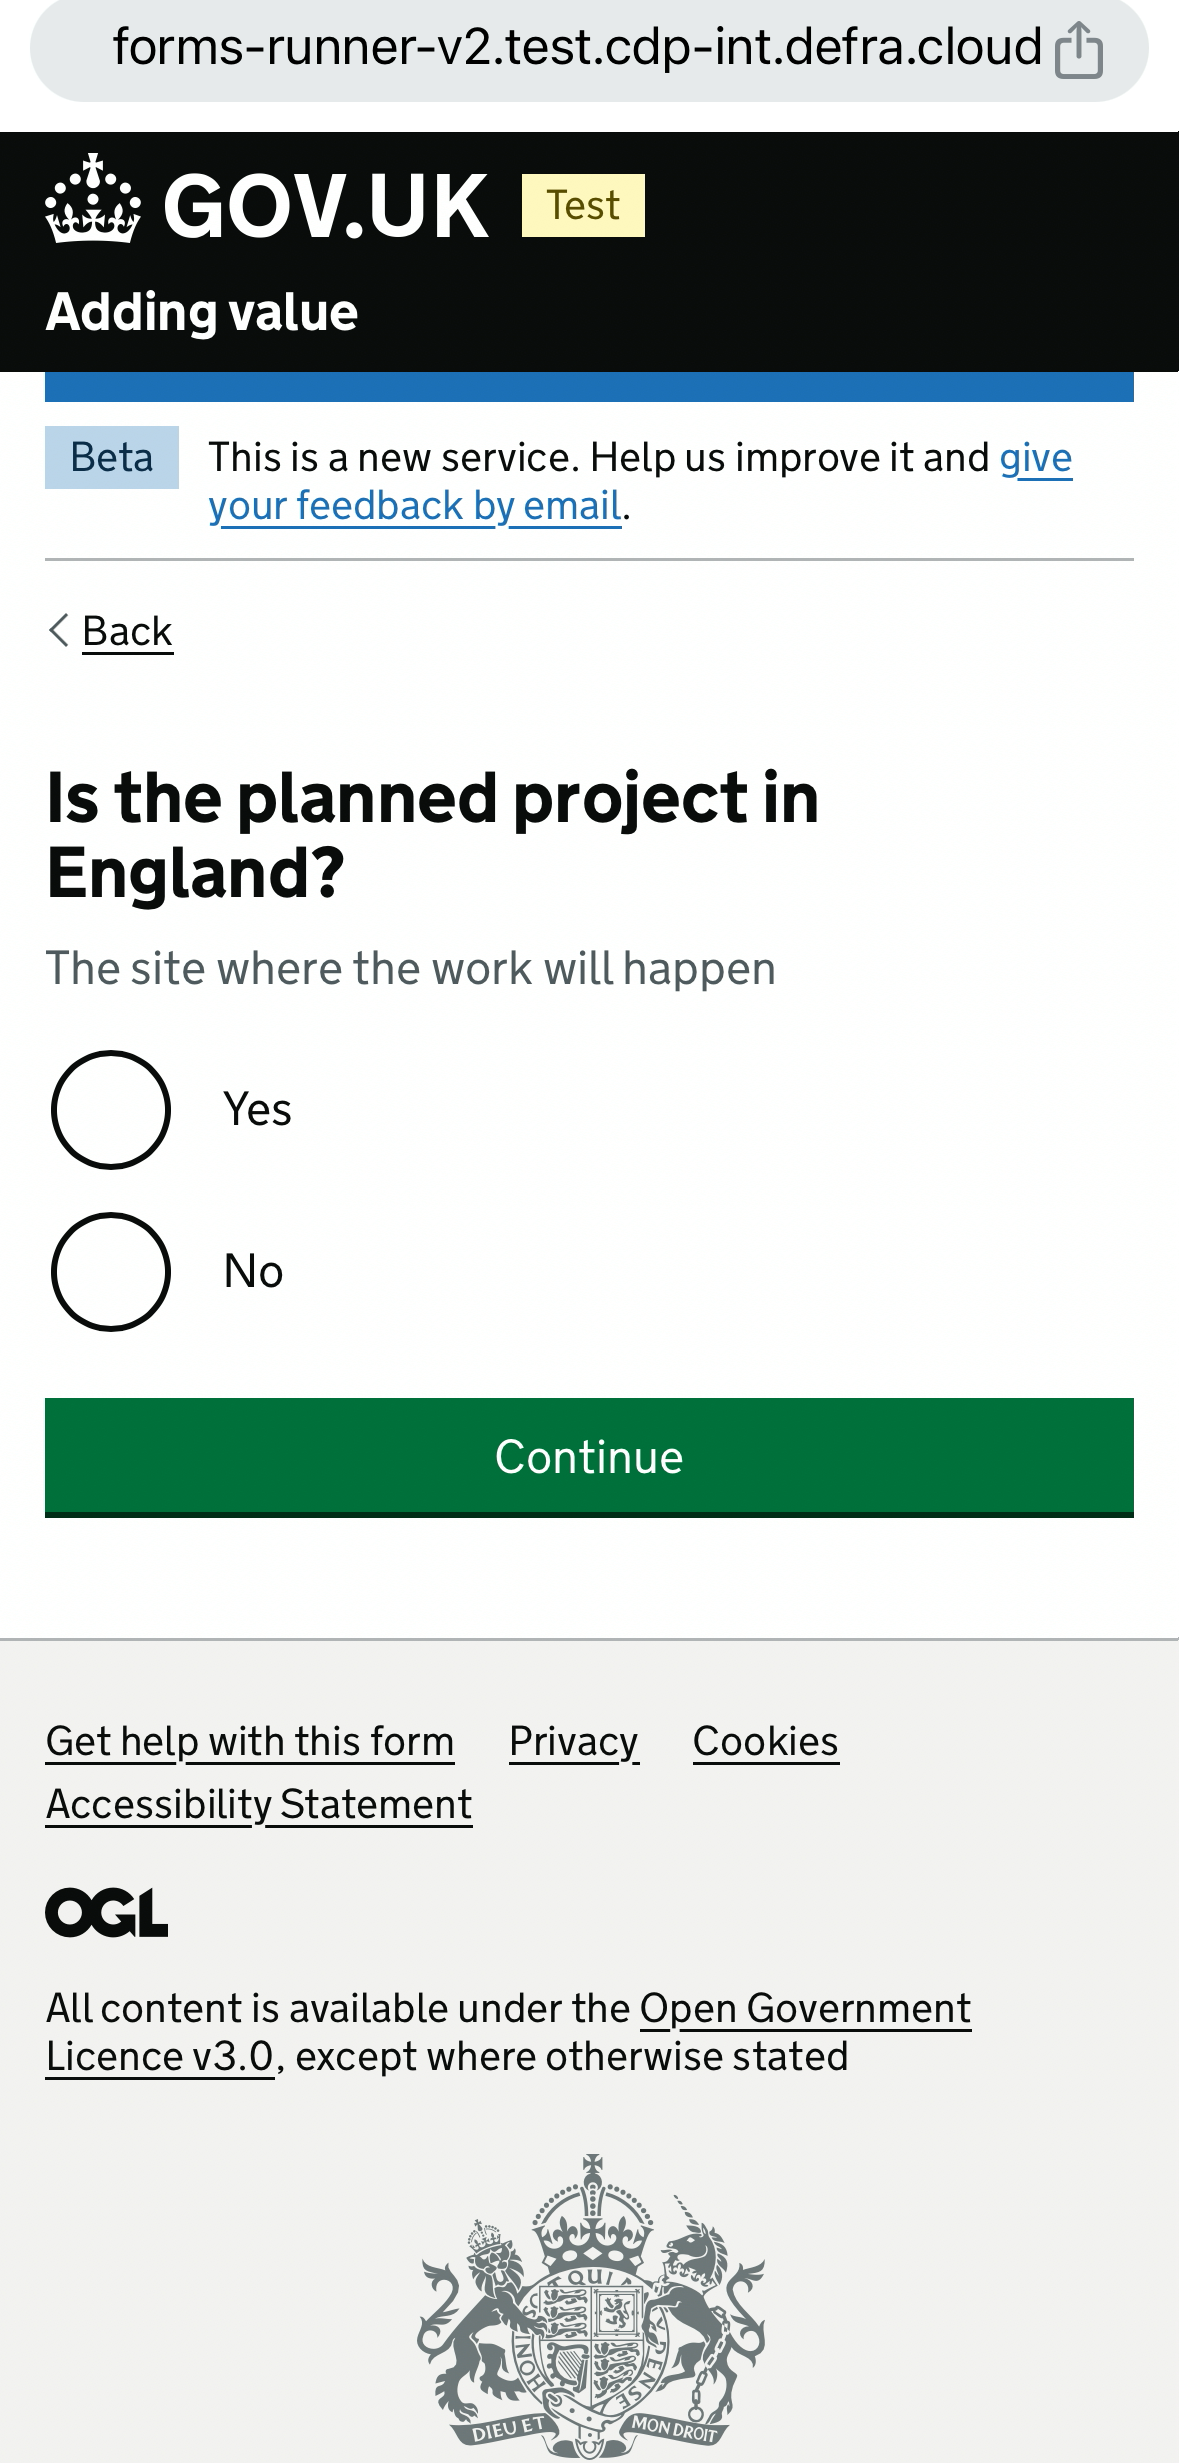 forms-runner-v2.test.cdp-int.defra.cloud
GOV.UK Test
Adding value
Beta This is a new service. Help us improve it and give
your feedback by email.
Back
Is the planned project in
England?
The site where the work will happen
Yes
No
Continue
Get help with this form Privacy Cookies
Accessibility Statement
OGL
All content is available under the Open Government
Licence v3.0, except where otherwise stated
QUI
HONI
PENSE
DIEU ET MON DROIT